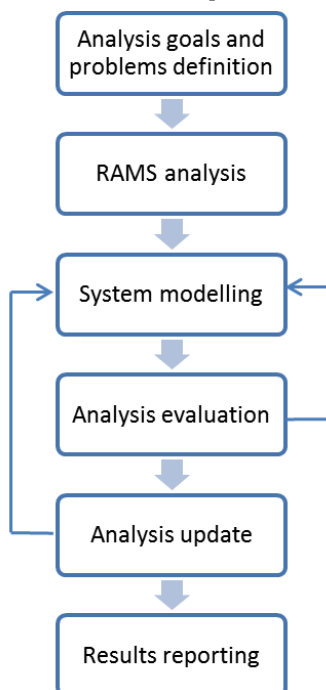 Analysis goals and
problems definition
RAMS analysis
System modelling
Analysis evaluation
Analysis update
Results reporting